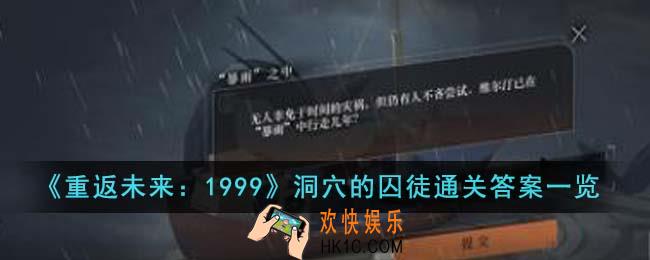 “暴雨”之中
无人幸免于时间的灾祸,但仍有人不吝尝试。维尔汀已在
“暴雨”中行走几年?
《重返未来:1999》洞穴的囚徒通关答案一览
欢快娱乐
HK1C.COM
提交